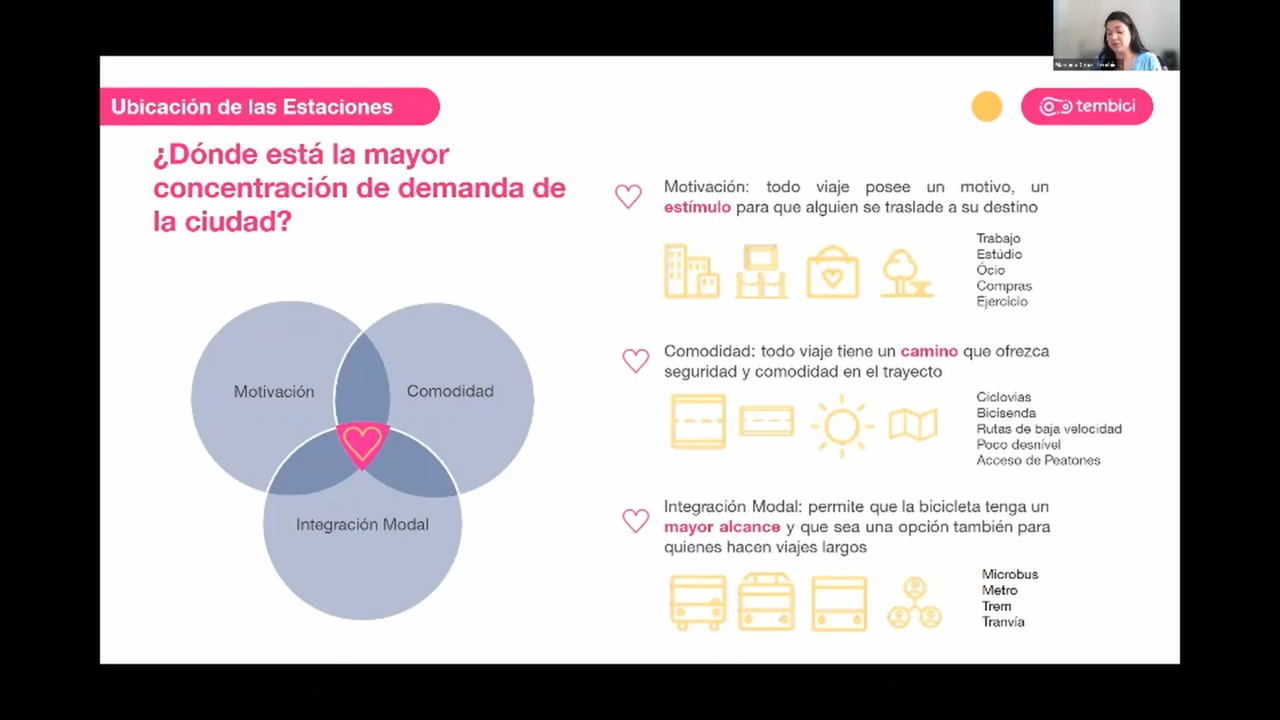 Ubicación de las Estaciones
tembici
¿Dónde está la mayor
concentración de demanda de
la ciudad?
Motivación
Comodidad
Integración Modal
Motivación: todo viaje posee un motivo, un
estímulo para que alguien se traslade a su destino
Trabajo
Estúdio
Ócio
Compras
Ejercicio
Comodidad: todo viaje tiene un camino que ofrezca
seguridad y comodidad en el trayecto
Ciclovias
Bicisenda
Rutas de baja velocidad
Poco desnível
Acceso de Peatones
Integración Modal: permite que la bicicleta tenga un
mayor alcance y que sea una opción también para
quienes hacen viajes largos
Microbus
Metro
Trem
Tranvía